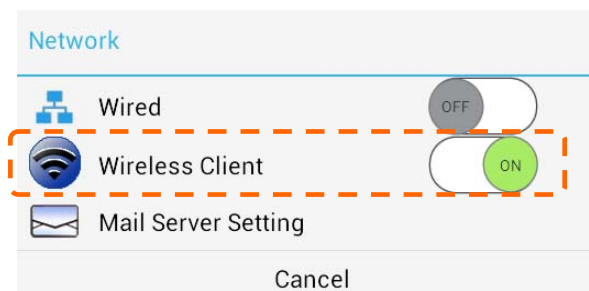 Network
Wired OFF
Wireless Client ON
Mail Server Setting
Cancel